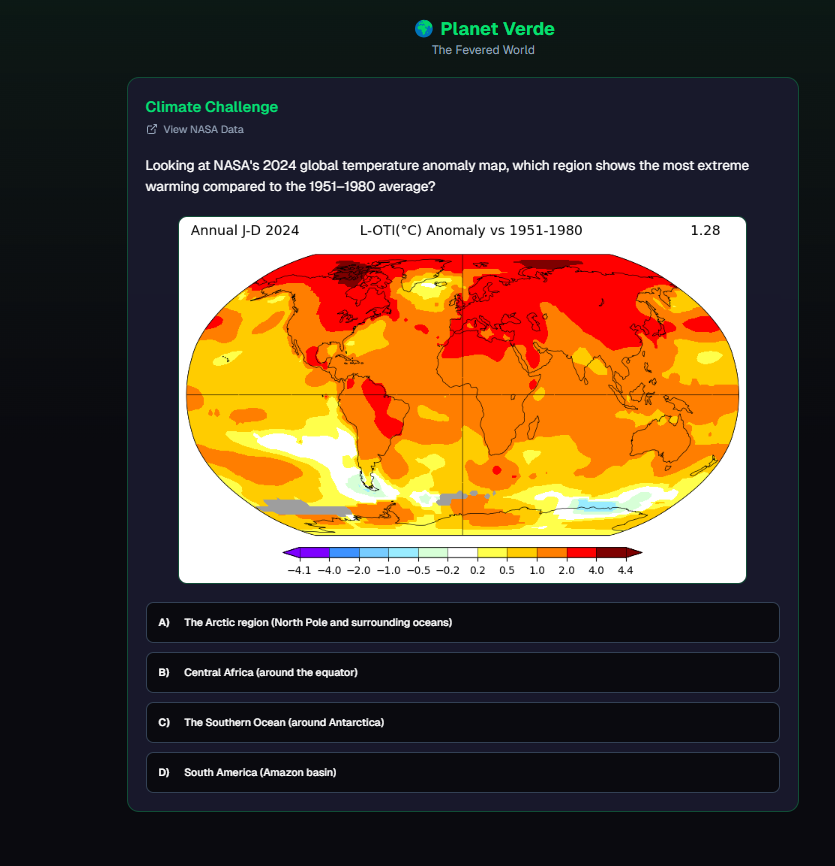 Planet Verde
The Fevered World
Climate Challenge
View NASA Data
Looking at NASA's 2024 global temperature anomaly map, which region shows the most extreme
warming compared to the 1951–1980 average?
Annual J-D 2024 L-OTI(°C) Anomaly vs 1951-1980 1.28
−4.1 −4.0 −2.0 −1.0 −0.5 −0.2 0.2 0.5 1.0 2.0 4.0 4.4
A) The Arctic region (North Pole and surrounding oceans)
B) Central Africa (around the equator)
C) The Southern Ocean (around Antarctica)
D) South America (Amazon basin)